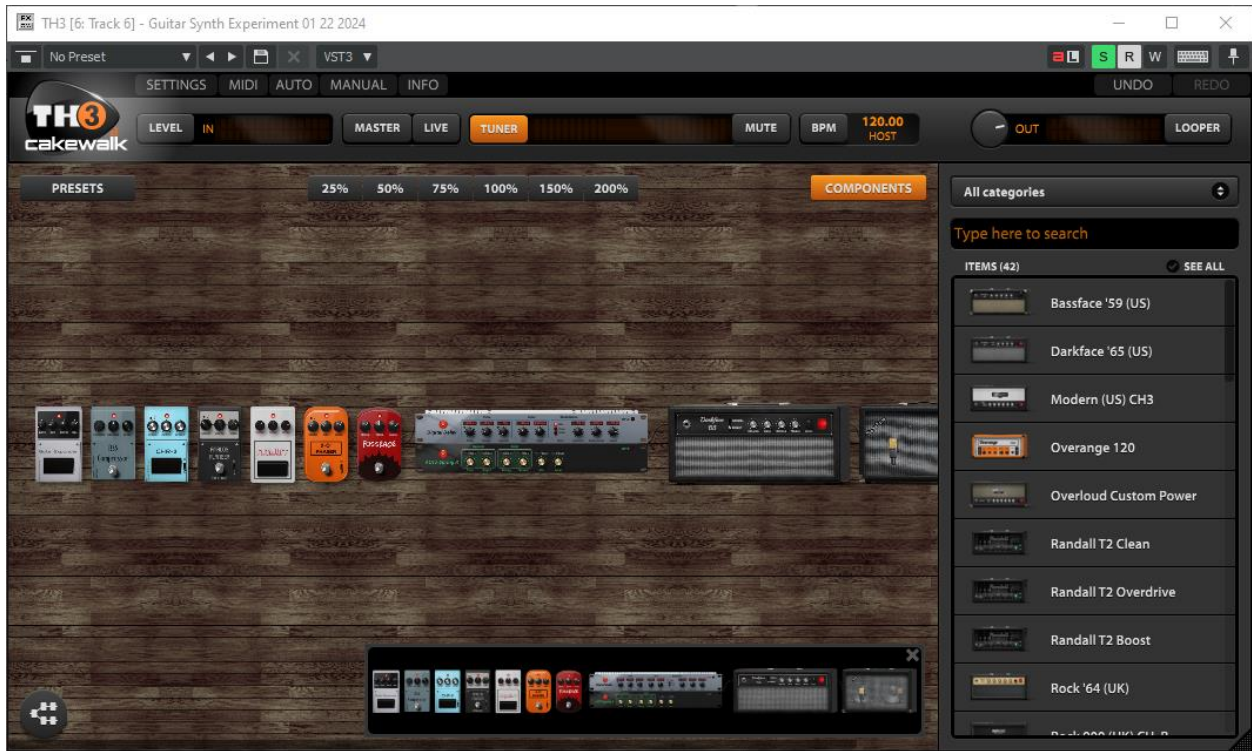 TH3 [6: Track 6] - Guitar Synth Experiment 01 22 2024
No Preset VST3 S R W
SETTINGS MIDI AUTO MANUAL INFO UNDO REDO
TH3
cakewalk
LEVEL IN MASTER LIVE TUNER MUTE BPM 120.00 HOST OUT LOOPER
PRESETS 25% 50% 75% 100% 150% 200% COMPONENTS
All categories
Type here to search
ITEMS (42) SEE ALL
Bassface '59 (US)
Darkface '65 (US)
Modern (US) CH3
Overange 120
Overloud Custom Power
Randall T2 Clean
Randall T2 Overdrive
Randall T2 Boost
Rock '64 (UK)
CHR-3
Digital Delay